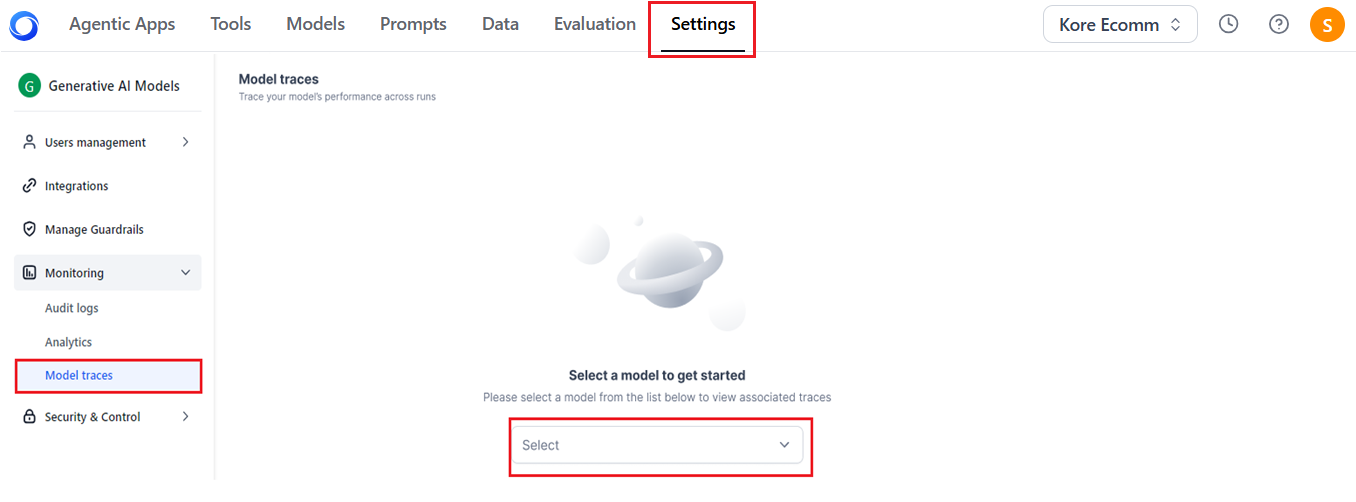 Agentic Apps Tools Models Prompts Data Evaluation Settings Kore Ecomm S
G Generative AI Models
Users management
Integrations
Manage Guardrails
Monitoring
Audit logs
Analytics
Model traces
Security & Control
Model traces
Trace your model's performance across runs
Select a model to get started
Please select a model from the list below to view associated traces
Select